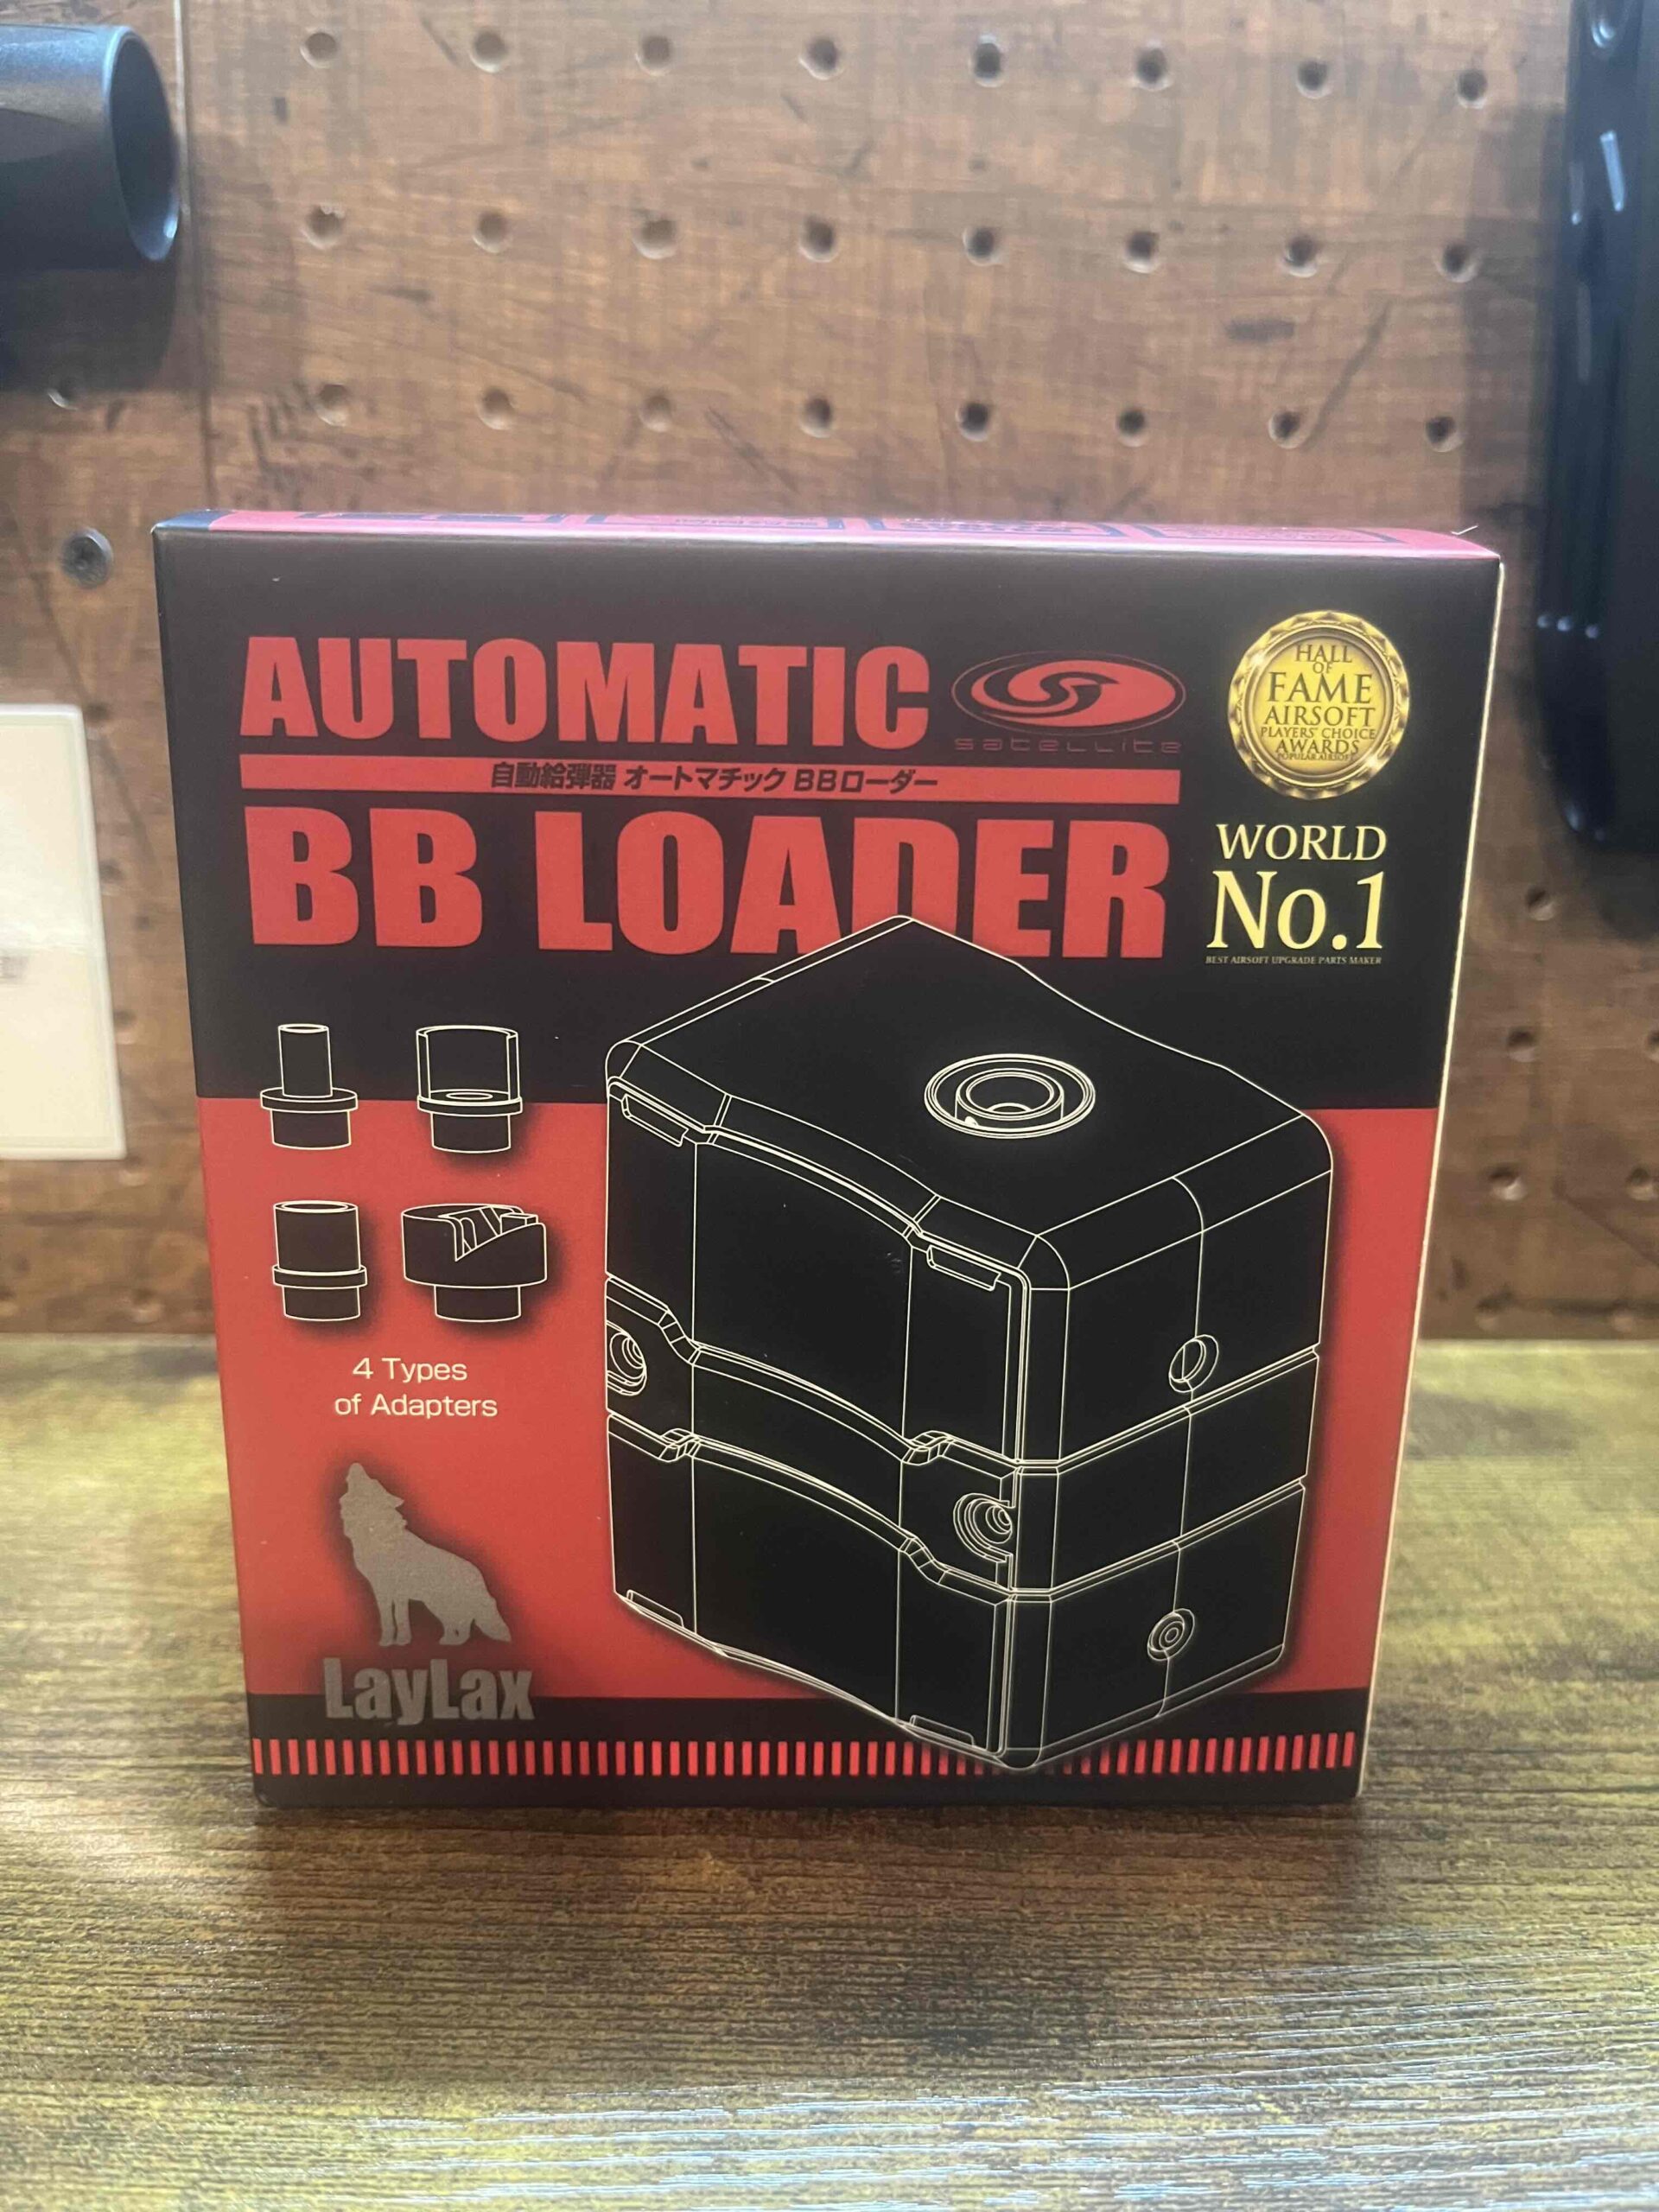 AUTOMATIC
satellite
自動給弾器 オートマチック BBローダー
BB LOADER
HALL
OF
FAME
AIRSOFT
PLAYERS' CHOICE
AWARDS
POPULAR AIRSOFT
WORLD
No.1
BEST AIRSOFT UPGRADE PARTS MAKER
4 Types
of Adapters
LayLax